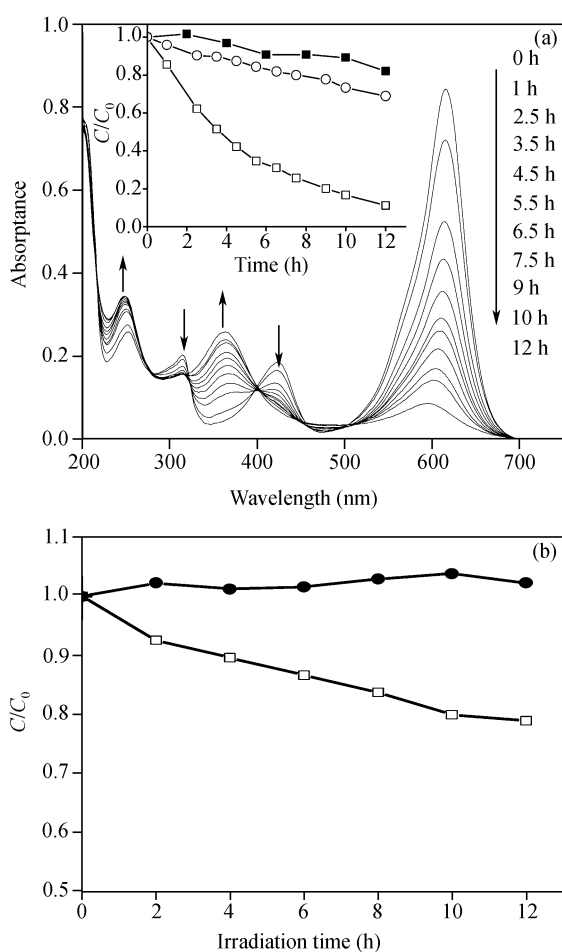 (a)
1.0
0.8
0.6
0.4
0.2
0.0
C/C0
0
2
4
6
8
10
12
Time (h)
0 h
1 h
2.5 h
3.5 h
4.5 h
5.5 h
6.5 h
7.5 h
9 h
10 h
12 h
Absorptance
1.0
0.8
0.6
0.4
0.2
0.0
200
300
400
500
600
700
Wavelength (nm)
(b)
C/C0
1.1
1.0
0.9
0.8
0.7
0.6
0.5
0
2
4
6
8
10
12
Irradiation time (h)